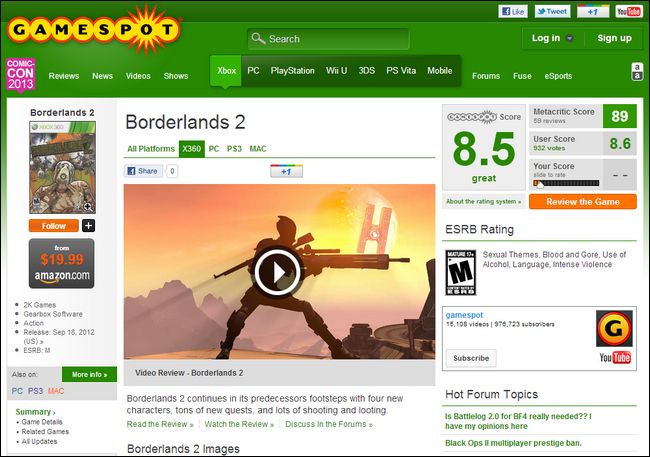 Like
Tweet
+1
YouTube
GAMESPOT
Search
Log in
Sign up
COMIC-CON 2013
Reviews
News
Videos
Shows
Xbox
PC
PlayStation
Wii U
3DS
PS Vita
Mobile
Forums
Fuse
eSports
Borderlands 2
XBOX 360
Follow
from
$19.99
amazon.com
2K Games
Gearbox Software
Action
Release: Sep 18, 2012
(US) »
ESRB: M
Also on:
More info »
PC PS3 MAC
Summary ›
Game Details
Related Games
All Updates
Borderlands 2
All Platforms X360 PC PS3 MAC
Share 0
+1
Video Review - Borderlands 2
Borderlands 2 continues in its predecessors footsteps with four new
characters, tons of new quests, and lots of shooting and looting.
Read the Review › Watch the Review › Discuss In the Forums ›
Borderlands 2 Images
GAMESPOT Score
8.5
great
About the rating system »
Metacritic Score
59 reviews
89
User Score
932 votes
8.6
Your Score
slide to rate
- -
Review the Game
ESRB Rating
MATURE 17+
M
CONTENT RATED BY
ESRB
Sexual Themes, Blood and Gore, Use of
Alcohol, Language, Intense Violence
gamespot
15,108 videos | 976,723 subscribers
Subscribe
YouTube
Hot Forum Topics
Is Battlelog 2.0 for BF4 really needed?? I
have my opinions here
Black Ops II multiplayer prestige ban.